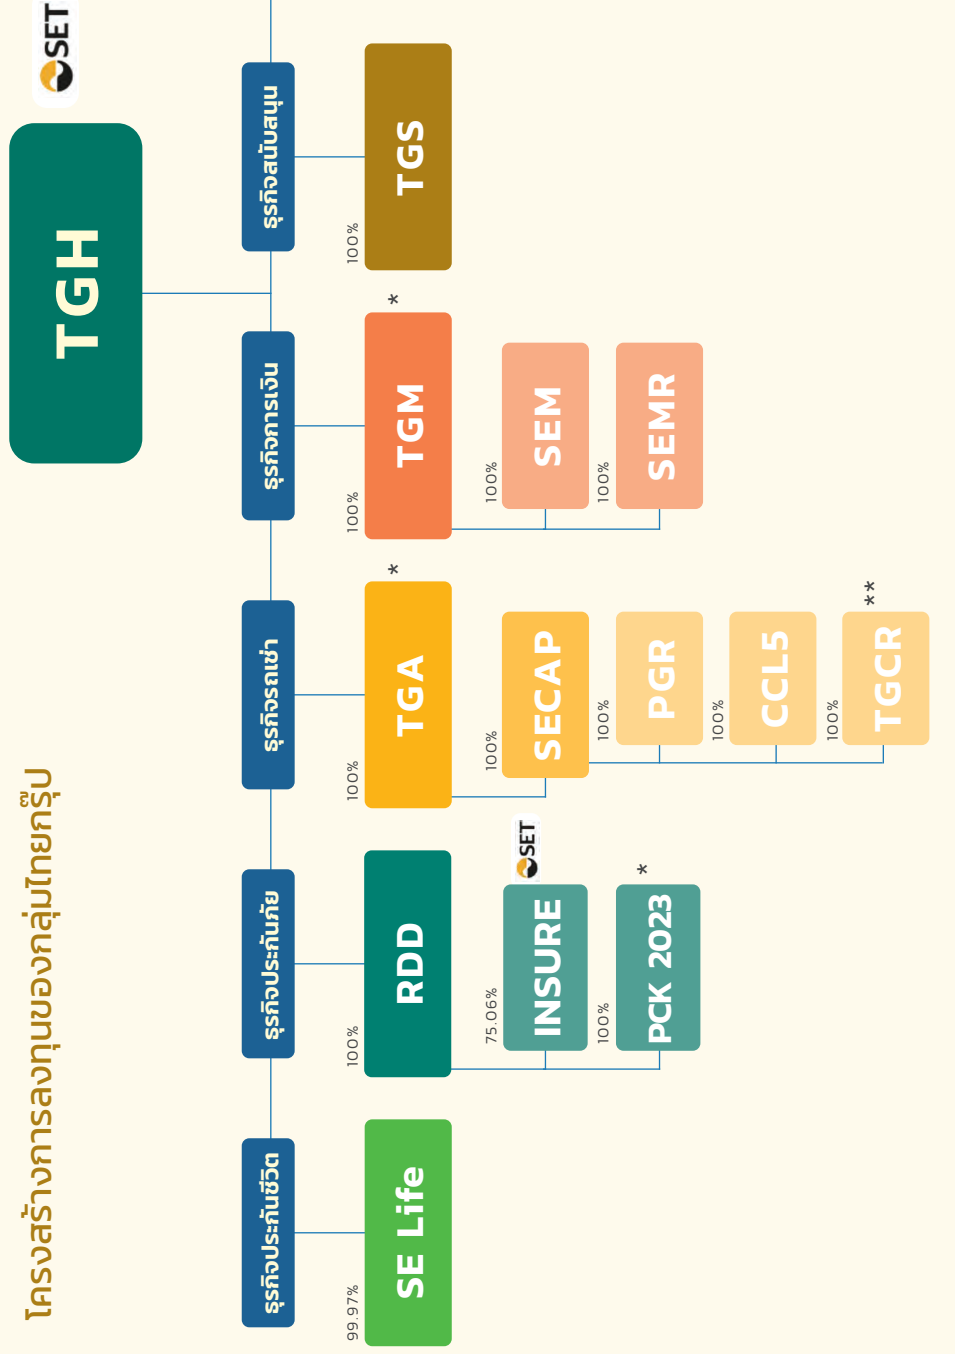 โครงสร้างการลงทุนของกลุ่มไทยกรุ๊ป
TGH
SET
ธุรกิจประกันชีวิต
ธุรกิจประกันภัย
ธุรกิจรถเช่า
ธุรกิจการเงิน
ธุรกิจสนับสนุน
99.97%
SE Life
100%
RDD
100%
TGA
*
100%
TGM
*
100%
TGS
75.06%
INSURE
SET
100%
PCK 2023
*
100%
SECAP
100%
PGR
100%
CCL5
100%
TGCR
**
100%
SEM
100%
SEMR